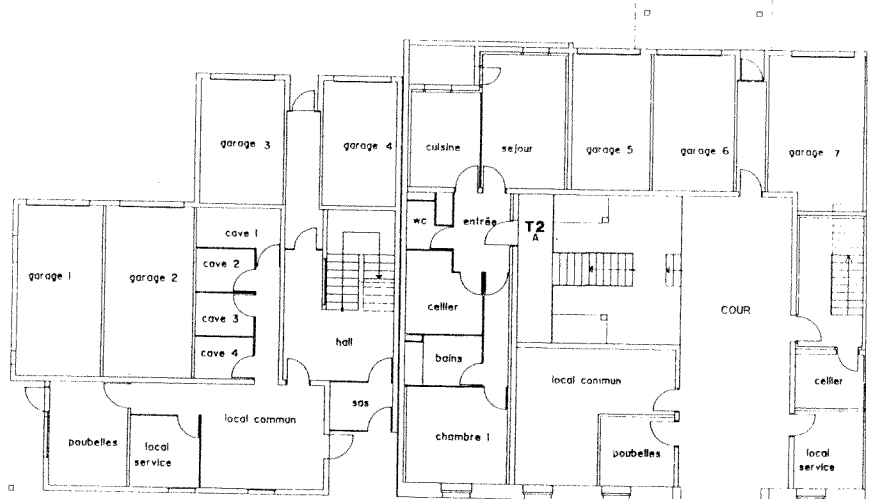 garage 3
garage 4
cuisine
sejour
garage 5
garage 6
garage 7
cave 1
wc
entrée
T2
A
garage 1
garage 2
cave 2
cave 3
cave 4
hall
cellier
bains
COUR
sas
local commun
cellier
poubelles
local
service
local commun
chambre 1
poubelles
local
service